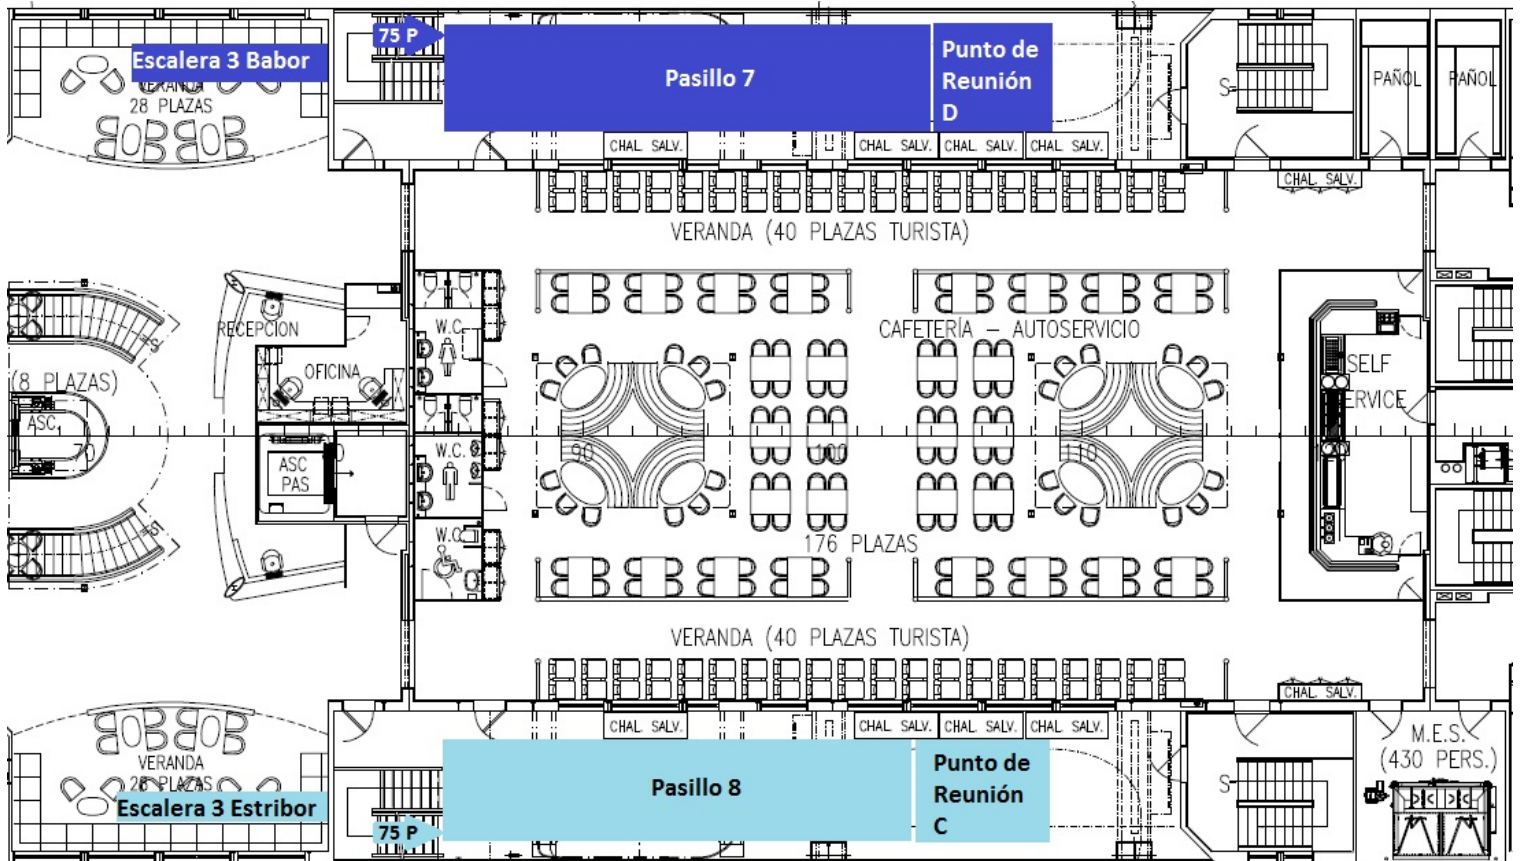 Escalera 3 Babor
75 P
Pasillo 7
Punto de
Reunión
D
VERANDA
28 PLAZAS
S
PAÑOL
PAÑOL
CHAL. SALV.
CHAL. SALV.
CHAL. SALV.
CHAL. SALV.
CHAL. SALV.
VERANDA (40 PLAZAS TURISTA)
RECEPCION
W.C.
CAFETERÍA – AUTOSERVICIO
OFICINA
(8 PLAZAS)
SELF
SERVICE
ASC.
70
ASC
PAS
W.C.
90
100
110
W.C.
176 PLAZAS
VERANDA (40 PLAZAS TURISTA)
CHAL. SALV.
CHAL. SALV.
CHAL. SALV.
CHAL. SALV.
CHAL. SALV.
M.E.S.
(430 PERS.)
VERANDA
28 PLAZAS
Escalera 3 Estribor
75 P
Pasillo 8
Punto de
Reunión
C
S